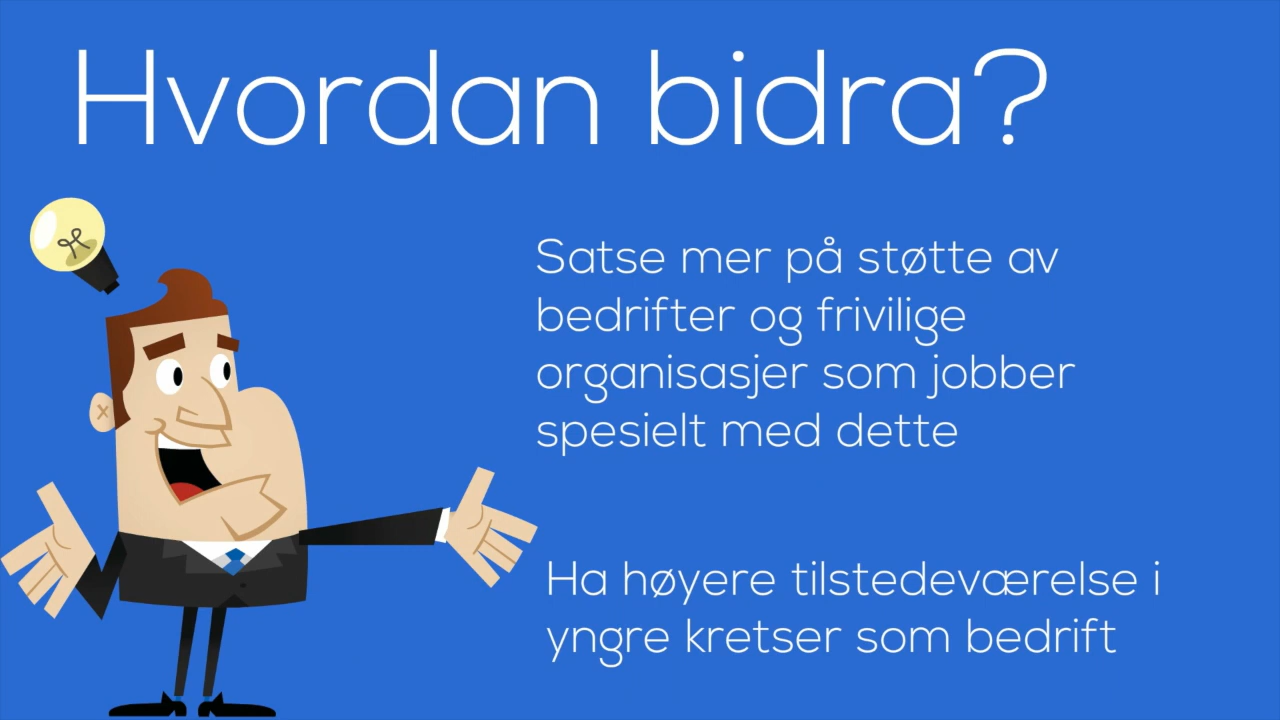 Hvordan bidra?
Satse mer på støtte av
bedrifter og frivilige
organisasjer som jobber
spesielt med dette
Ha høyere tilstedeværelse i
yngre kretser som bedrift